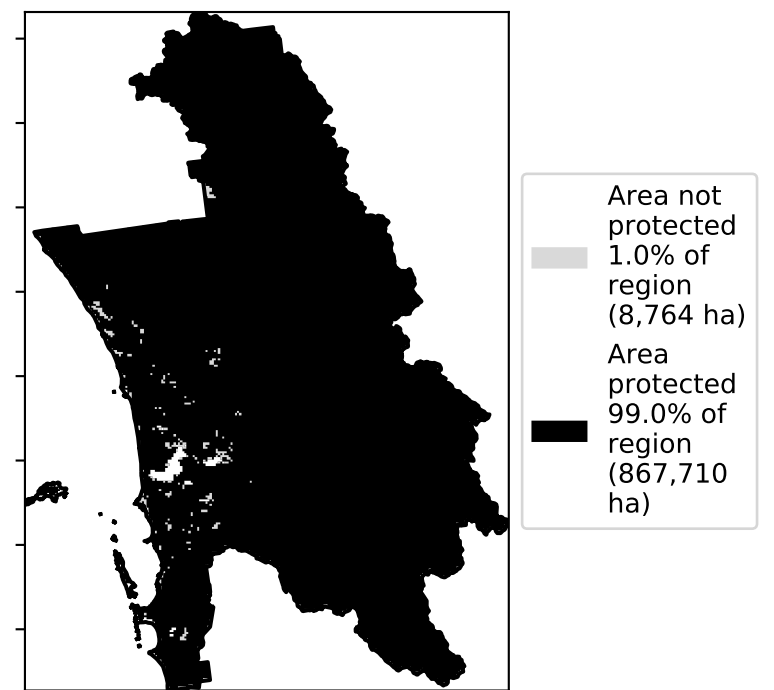 Area not
protected
1.0% of
region
(8,764 ha)
Area
protected
99.0% of
region
(867,710
ha)